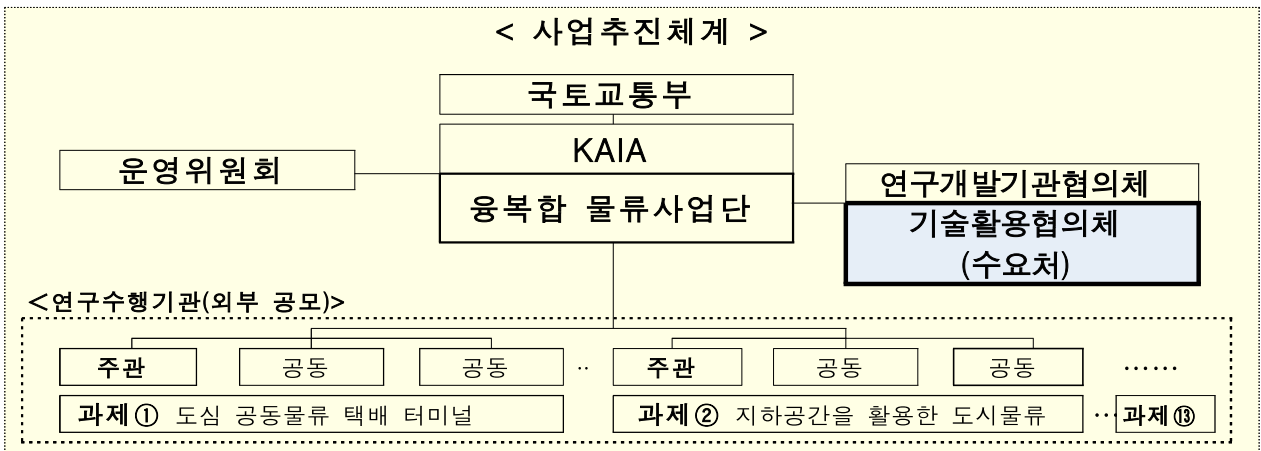 < 사업추진체계 >
국토교통부
KAIA
운영위원회
융복합 물류사업단
연구개발기관협의체
기술활용협의체
(수요처)
<연구수행기관(외부 공모)>
주관 공동 공동 ‥ 주관 공동 공동 ……
과제① 도심 공동물류 택배 터미널 과제② 지하공간을 활용한 도시물류 … 과제⑬